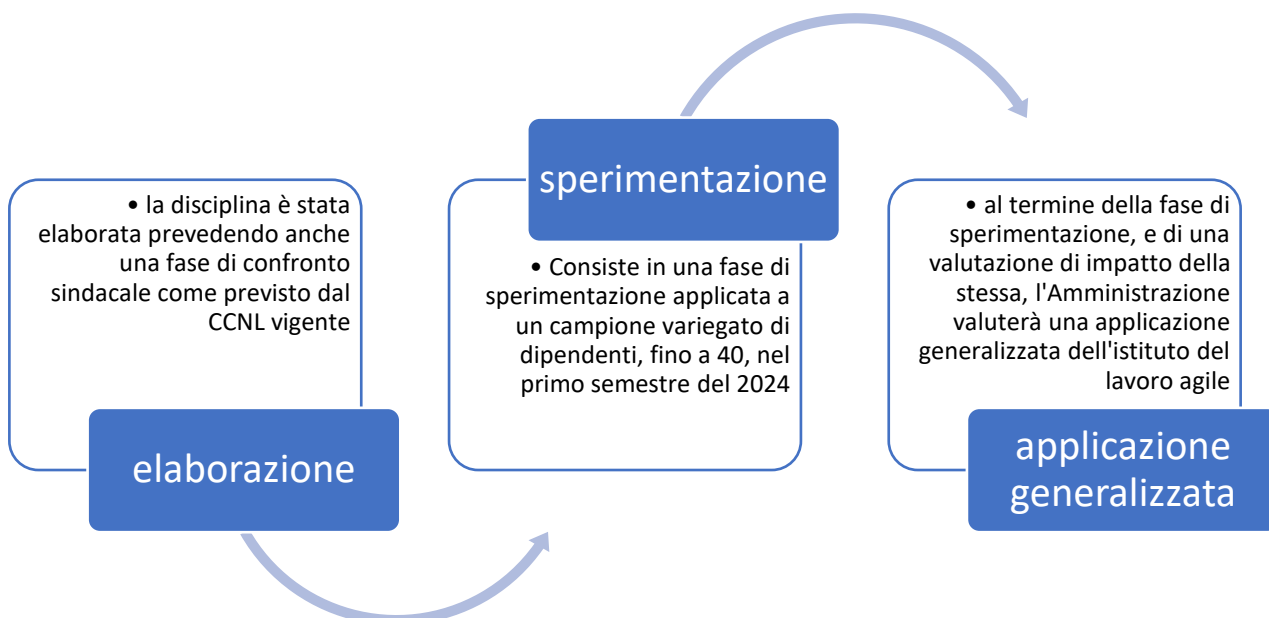 • la disciplina è stata
elaborata prevedendo anche
una fase di confronto
sindacale come previsto dal
CCNL vigente
elaborazione
sperimentazione
• Consiste in una fase di
sperimentazione applicata a
un campione variegato di
dipendenti, fino a 40, nel
primo semestre del 2024
• al termine della fase di
sperimentazione, e di una
valutazione di impatto della
stessa, l'Amministrazione
valuterà una applicazione
generalizzata dell'istituto del
lavoro agile
applicazione
generalizzata